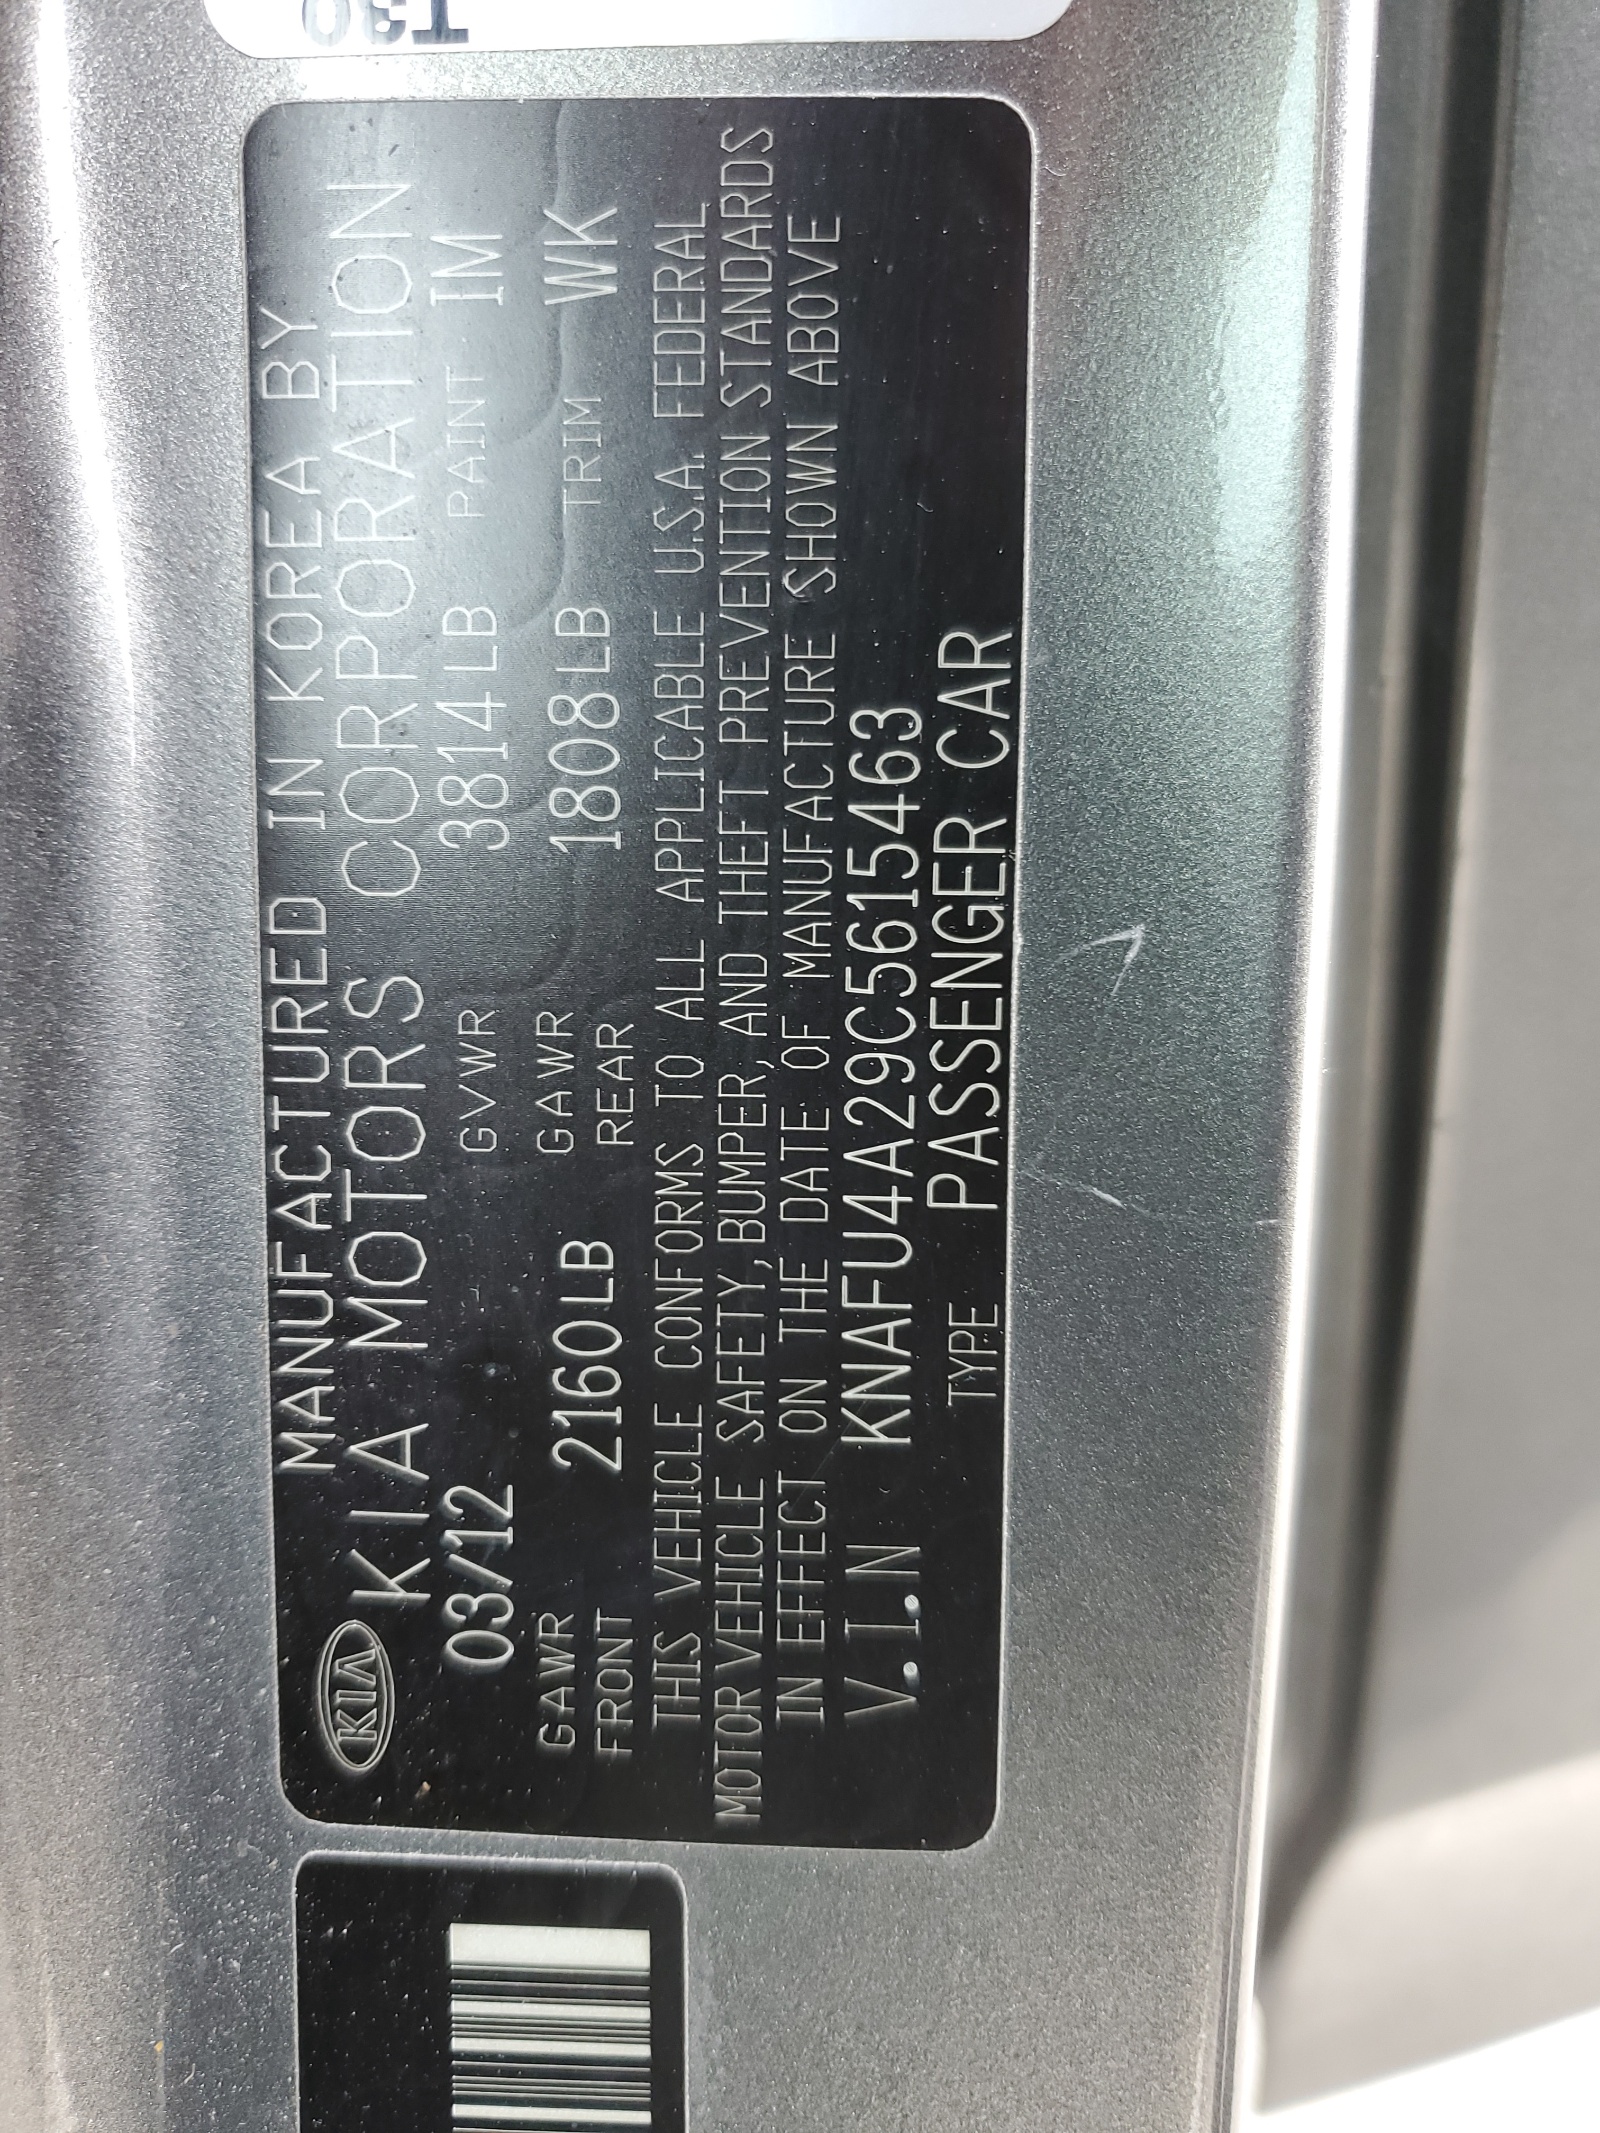 T30
MANUFACTURED IN KOREA BY
KIA KIA MOTORS CORPORATION
03/12 GVWR 3814LB PAINT IM
GAWR FRONT 2160LB GAWR REAR 1808LB TRIM WK
THIS VEHICLE CONFORMS TO ALL APPLICABLE U.S.A. FEDERAL
MOTOR VEHICLE SAFETY, BUMPER, AND THEFT PREVENTION STANDARDS
IN EFFECT ON THE DATE OF MANUFACTURE SHOWN ABOVE
V.I.N KNAFU4A29C5615463
TYPE PASSENGER CAR